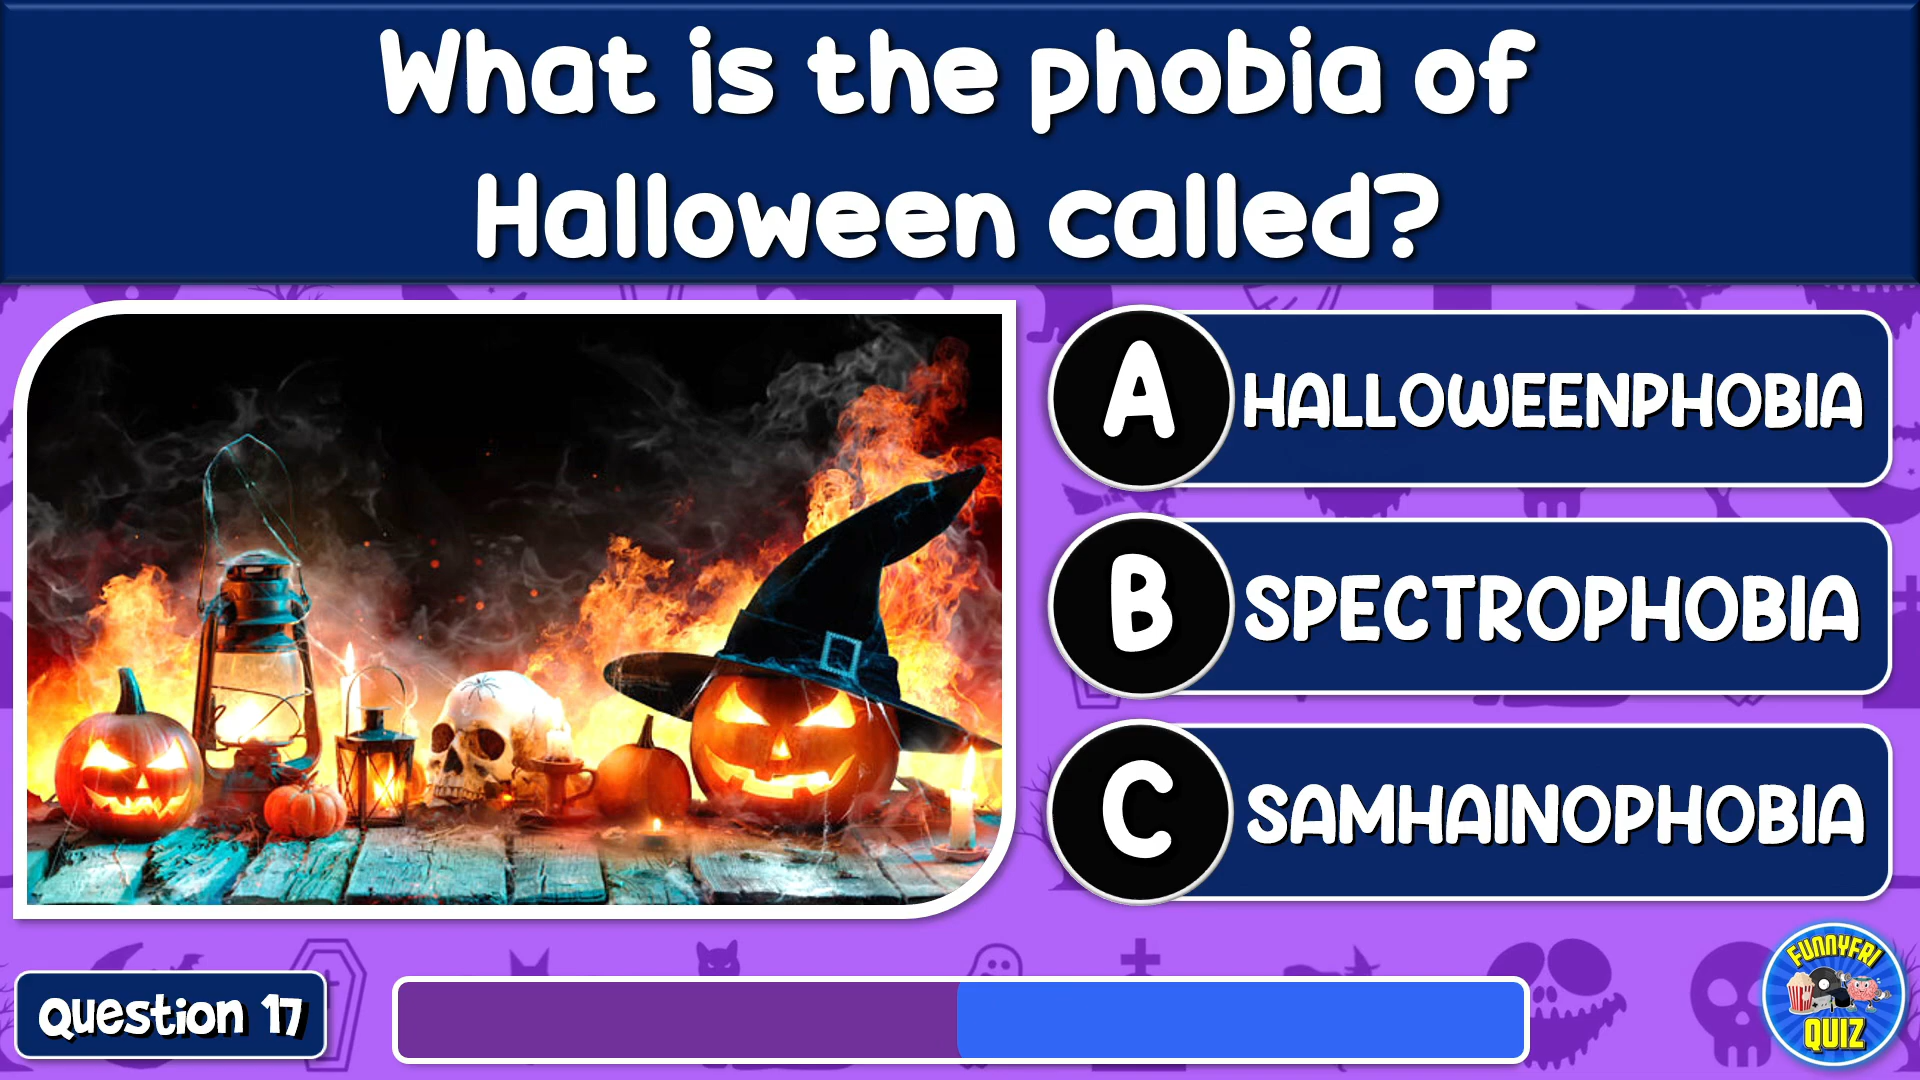 What is the phobia of
Halloween called?
A
HALLOWEENPHOBIA
B
SPECTROPHOBIA
C
SAMHAINOPHOBIA
Question 17
FUNNYFRI
QUIZ